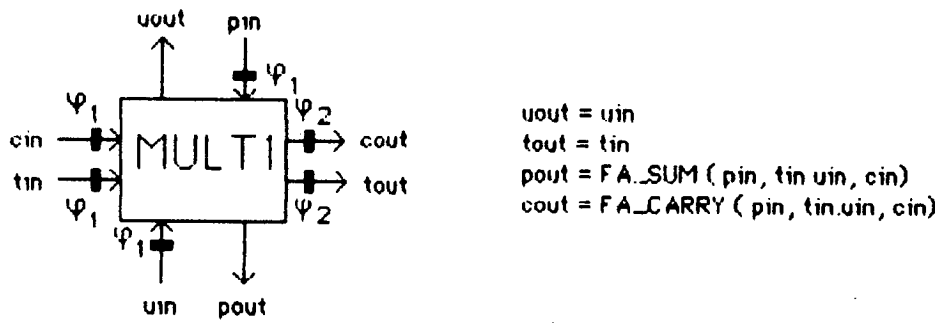 uout pin
φ1
φ1 φ2
cin MULT1 cout
tin tout
φ1 φ2
φ1
uin pout
uout = uin
tout = tin
pout = FA_SUM ( pin, tin uin, cin)
cout = FA_CARRY ( pin, tin.uin, cin)